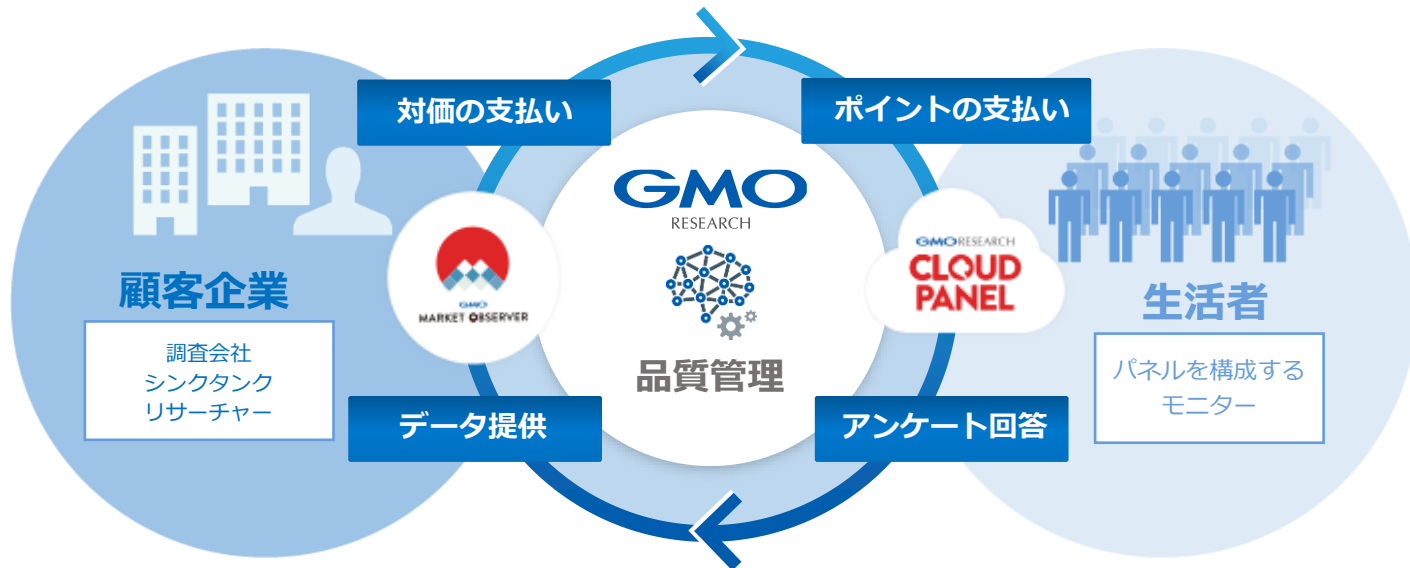 対価の支払い
ポイントの支払い
GMO
RESEARCH
品質管理
顧客企業
調査会社
シンクタンク
リサーチャー
GMO
MARKET OBSERVER
GMO RESEARCH
CLOUD
PANEL
生活者
パネルを構成する
モニター
データ提供
アンケート回答